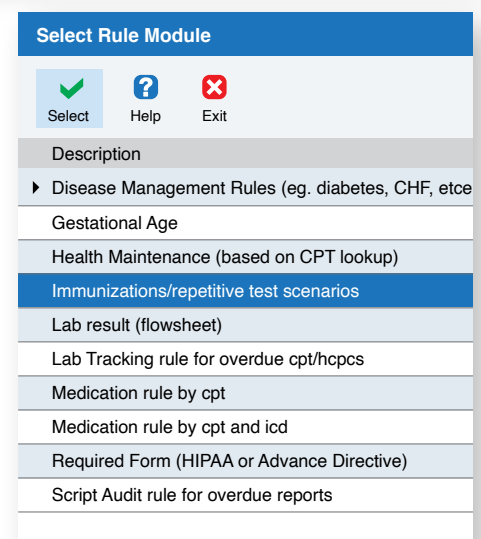 Select Rule Module
Select Help Exit
Description
Disease Management Rules (eg. diabetes, CHF, etce
Gestational Age
Health Maintenance (based on CPT lookup)
Immunizations/repetitive test scenarios
Lab result (flowsheet)
Lab Tracking rule for overdue cpt/hcpcs
Medication rule by cpt
Medication rule by cpt and icd
Required Form (HIPAA or Advance Directive)
Script Audit rule for overdue reports